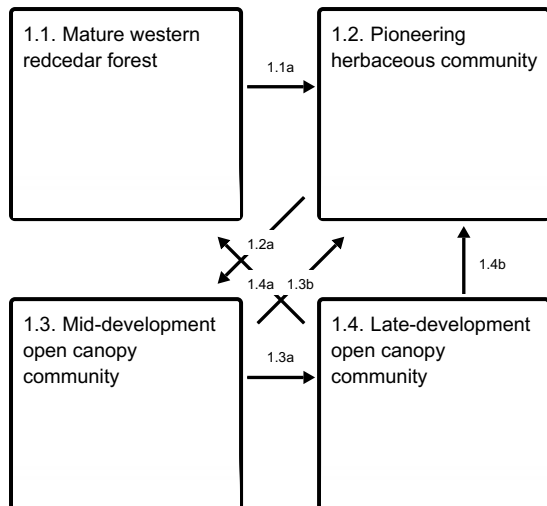 1.1. Mature western
redcedar forest
1.1a
1.2. Pioneering
herbaceous community
1.2a
1.4a
1.3b
1.4b
1.3. Mid-development
open canopy
community
1.3a
1.4. Late-development
open canopy
community